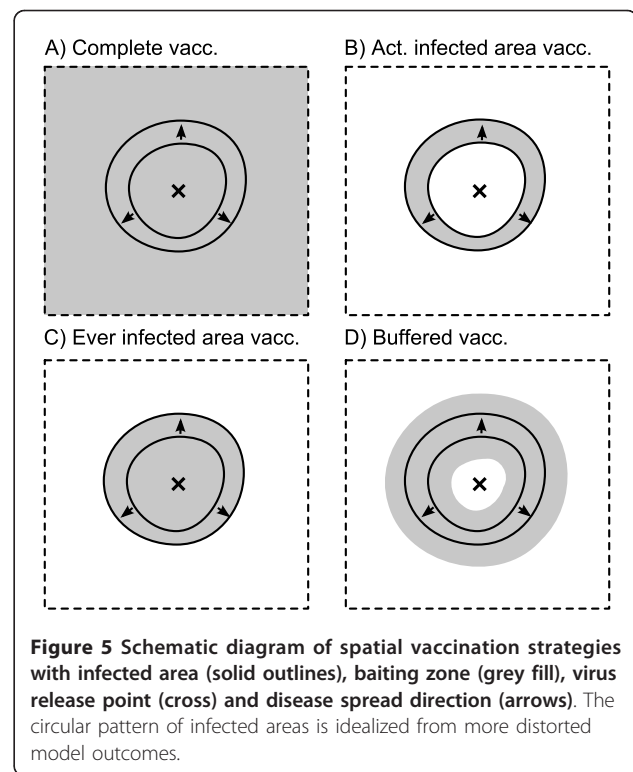 A) Complete vacc.
B) Act. infected area vacc.
C) Ever infected area vacc.
D) Buffered vacc.
Figure 5 Schematic diagram of spatial vaccination strategies
with infected area (solid outlines), baiting zone (grey fill), virus
release point (cross) and disease spread direction (arrows). The
circular pattern of infected areas is idealized from more distorted
model outcomes.